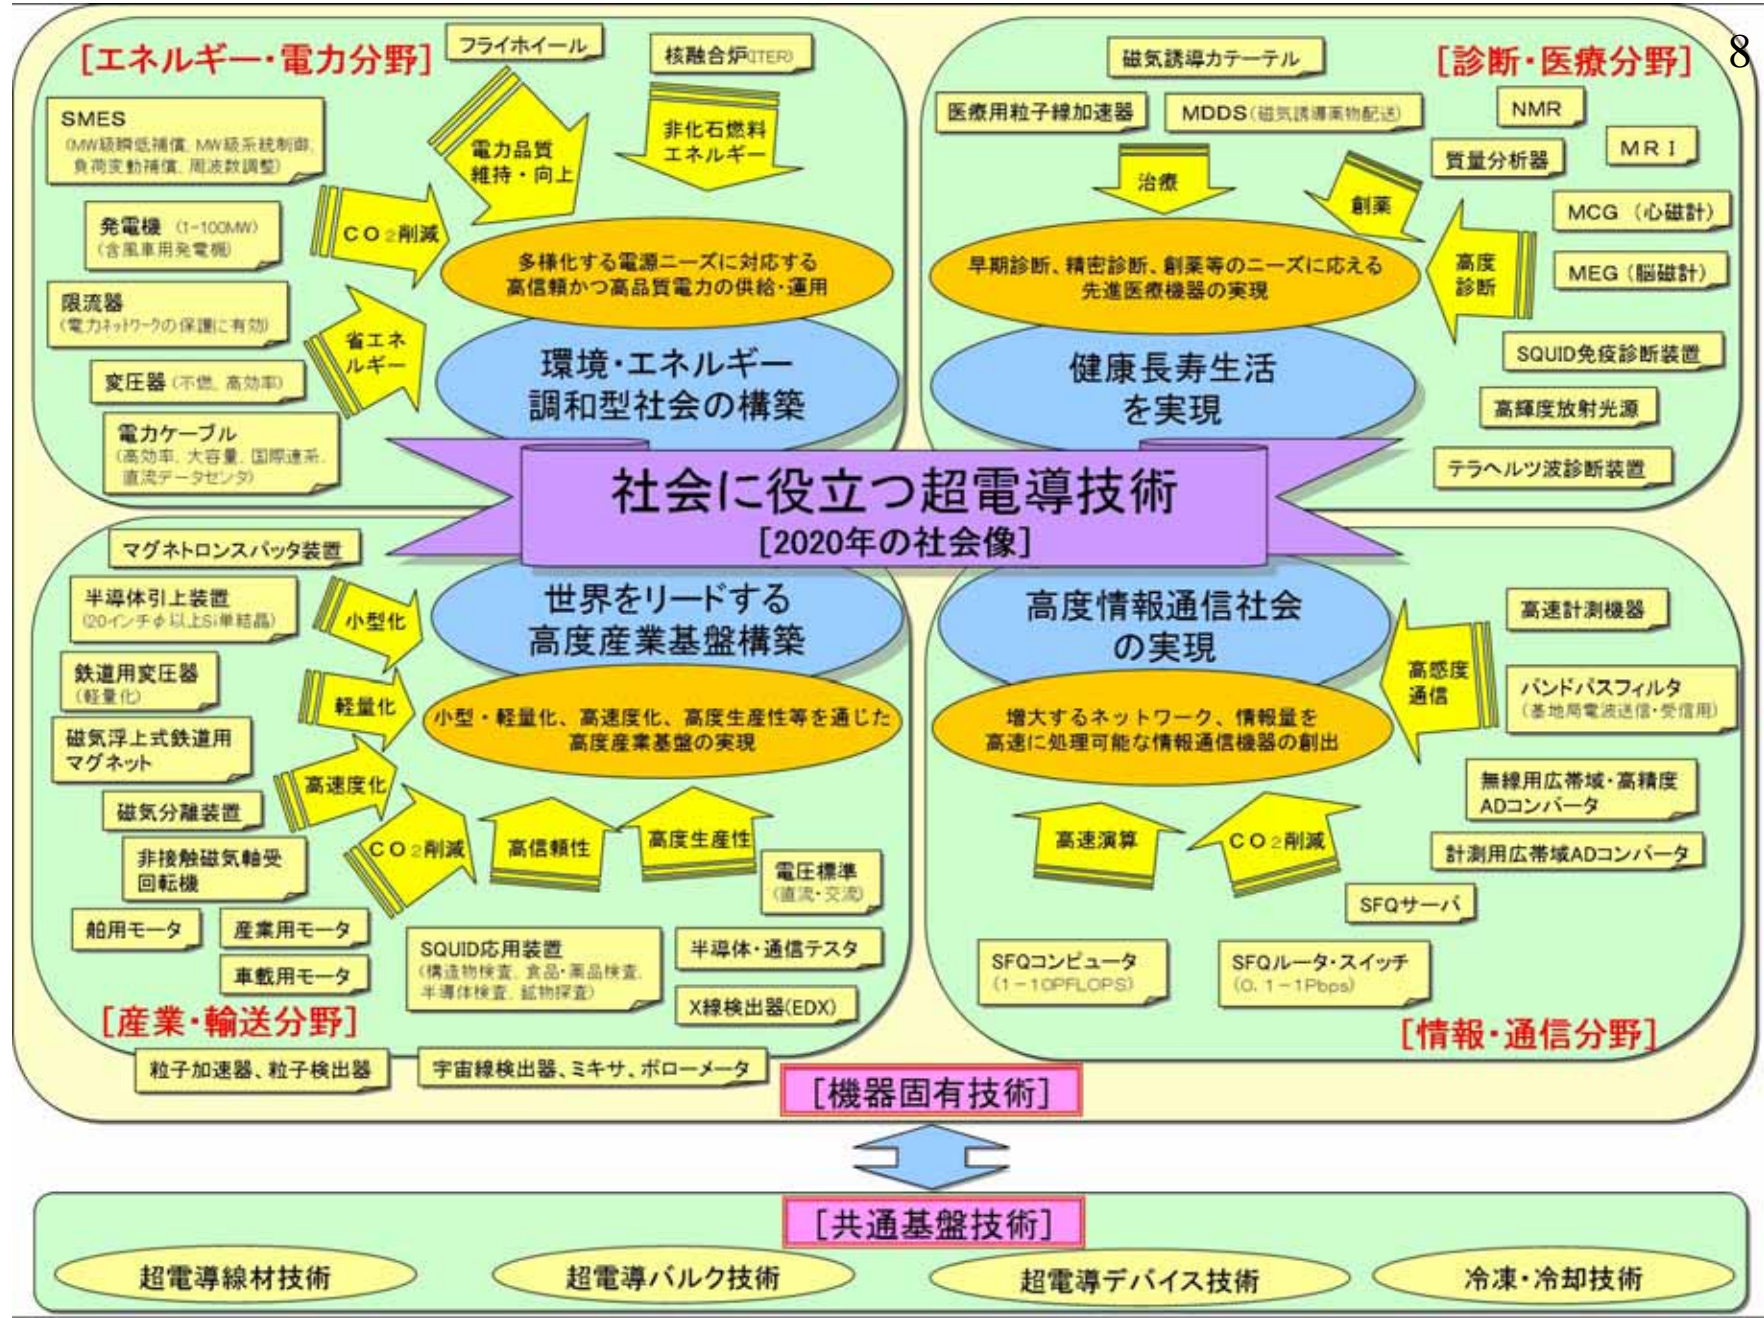 8
[エネルギー・電力分野]
フライホイール
核融合炉(ITER)
SMES
(MW級瞬低補償、MW級系統制御、
負荷変動補償、周波数調整)
発電機 (1-100MW)
(含風車用発電機)
限流器
(電力ネットワークの保護に有効)
変圧器(不燃、高効率)
電力ケーブル
(高効率、大容量、国際連系、
直流データセンタ)
電力品質
維持・向上
非化石燃料
エネルギー
CO2削減
省エネ
ルギー
多様化する電源ニーズに対応する
高信頼かつ高品質電力の供給・運用
環境・エネルギー
調和型社会の構築
[診断・医療分野]
磁気誘導カテーテル
医療用粒子線加速器
MDDS(磁気誘導薬物配送)
NMR
MRI
質量分析器
MCG (心磁計)
MEG (脳磁計)
SQUID免疫診断装置
高輝度放射光源
テラヘルツ波診断装置
治療
創薬
高度
診断
早期診断、精密診断、創薬等のニーズに応える
先進医療機器の実現
健康長寿生活
を実現
社会に役立つ超電導技術
[2020年の社会像]
マグネトロンスパッタ装置
半導体引上装置
(20インチφ以上Si単結晶)
鉄道用変圧器
(軽量化)
磁気浮上式鉄道用
マグネット
磁気分離装置
非接触磁気軸受
回転機
舶用モータ
産業用モータ
車載用モータ
小型化
軽量化
高速度化
CO2削減
高信頼性
高度生産性
世界をリードする
高度産業基盤構築
小型・軽量化、高速度化、高度生産性等を通じた
高度産業基盤の実現
電圧標準
(直流・交流)
SQUID応用装置
(構造物検査、食品・薬品検査、
半導体検査、鉱物探査)
半導体・通信テスタ
X線検出器(EDX)
[産業・輸送分野]
粒子加速器、粒子検出器
宇宙線検出器、ミキサ、ボローメータ
高度情報通信社会
の実現
増大するネットワーク、情報量を
高速に処理可能な情報通信機器の創出
高感度
通信
高速演算
CO2削減
高速計測機器
バンドパスフィルタ
(基地局電波送信・受信用)
無線用広帯域・高精度
ADコンバータ
計測用広帯域ADコンバータ
SFQサーバ
SFQコンピュータ
(1-10PFLOPS)
SFQルータ・スイッチ
(0.1-1Pbps)
[情報・通信分野]
[機器固有技術]
[共通基盤技術]
超電導線材技術
超電導バルク技術
超電導デバイス技術
冷凍・冷却技術